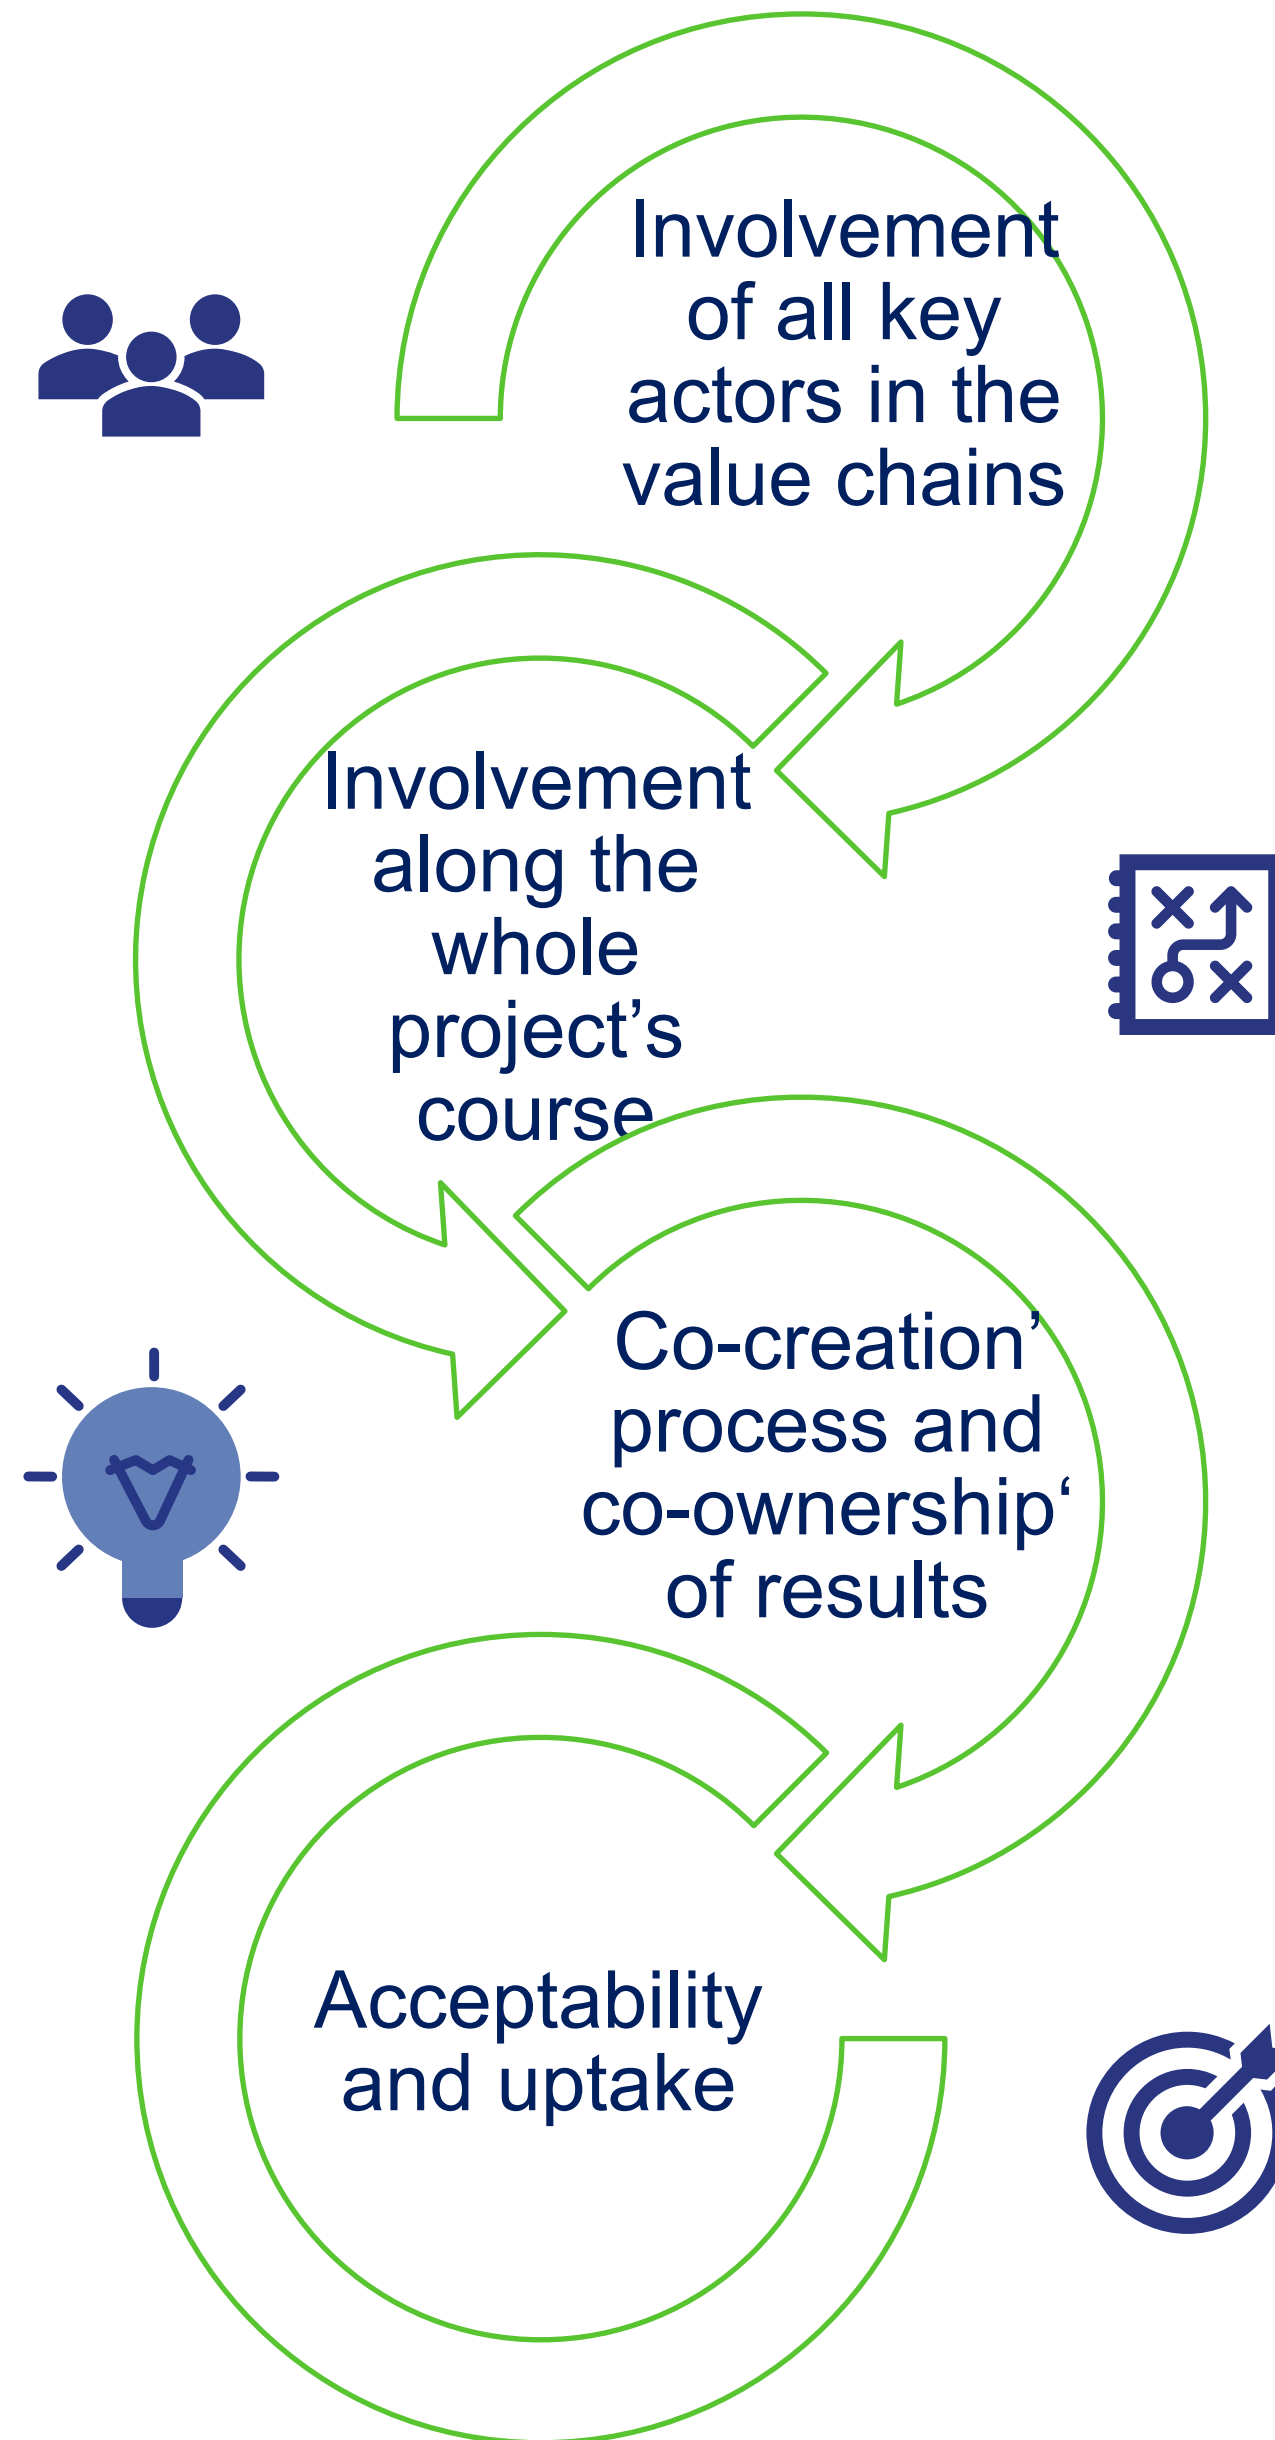 Involvement
of all key
actors in the
value chains
Involvement
along the
whole
project’s
course
Co-creation’
process and
co-ownership‘
of results
Acceptability
and uptake